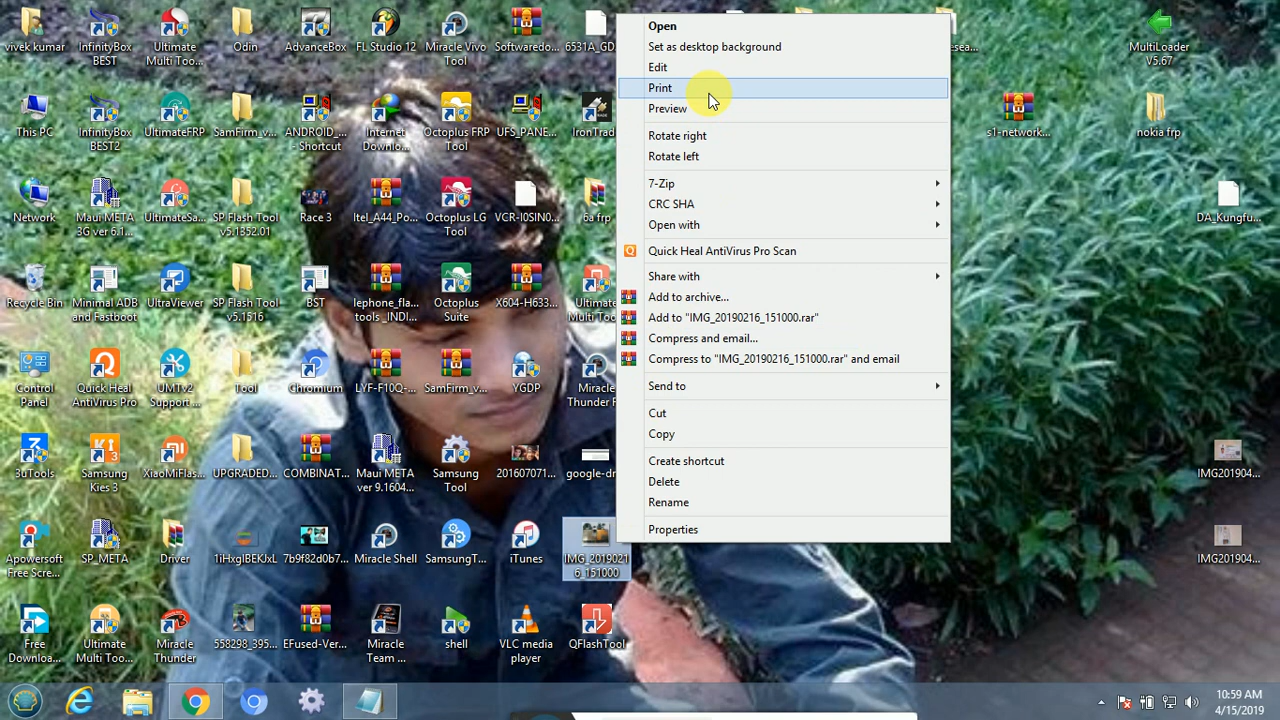 vivek kumar
InfinityBox
BEST
Ultimate
Multi Too...
Odin
AdvanceBox
FL Studio 12
Miracle Vivo
Tool
Softwaredo...
6531A_GD
MultiLoader
V5.67
This PC
InfinityBox
BEST2
UltimateFRP
SamFirm_v...
ANDROID_...
- Shortcut
Internet
Downlo...
Octoplus FRP
Tool
UFS_PANE...
IronTrad
s1-network...
nokia frp
Network
Maui META
3G ver 6.1...
UltimateSa...
SP Flash Tool
v5.1352.01
Race 3
Itel_A44_Po...
Octoplus LG
Tool
VCR-I0SIN0...
6a frp
DA_Kungfu...
Recycle Bin
Minimal ADB
and Fastboot
UltraViewer
SP Flash Tool
v5.1516
BST
lephone_fla...
tools _INDI...
Octoplus
Suite
X604-H633...
Ultimate
Multi
Control
Panel
Quick Heal
AntiVirus Pro
UMTv2
Support ...
Tool
Chromium
LYF-F10Q-...
SamFirm_v...
YGDP
Miracle
Thunder F
3uTools
Samsung
Kies 3
XiaoMiFlas...
UPGRADED...
COMBINAT...
Maui META
ver 9.1604...
Samsung
Tool
201607071...
google-dr
IMG201904...
Apowersoft
Free Scre...
SP_META
Driver
1iHxglBEKJxL
7b9f82d0b7...
Miracle Shell
SamsungT...
iTunes
IMG_2019021
6_151000
IMG201904...
Free
Downloa...
Ultimate
Multi Too...
Miracle
Thunder
558298_395...
EFused-Ver...
Miracle
Team ...
shell
VLC media
player
QFlashTool
Open
Set as desktop background
Edit
Print
Preview
Rotate right
Rotate left
7-Zip
CRC SHA
Open with
Quick Heal AntiVirus Pro Scan
Share with
Add to archive...
Add to "IMG_20190216_151000.rar"
Compress and email...
Compress to "IMG_20190216_151000.rar" and email
Send to
Cut
Copy
Create shortcut
Delete
Rename
Properties
10:59 AM
4/15/2019